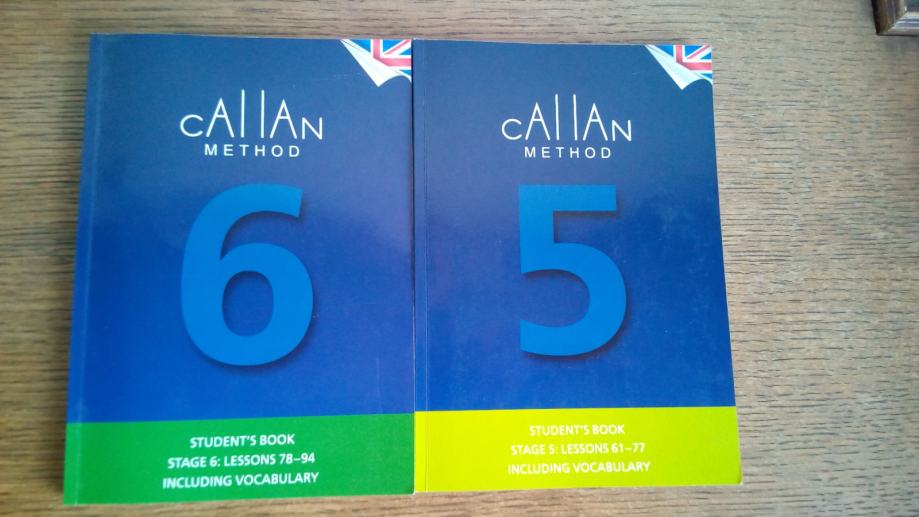 CALLAN
METHOD
6
STUDENT'S BOOK
STAGE 6: LESSONS 78–94
INCLUDING VOCABULARY
CALLAN
METHOD
5
STUDENT'S BOOK
STAGE 5: LESSONS 61–77
INCLUDING VOCABULARY